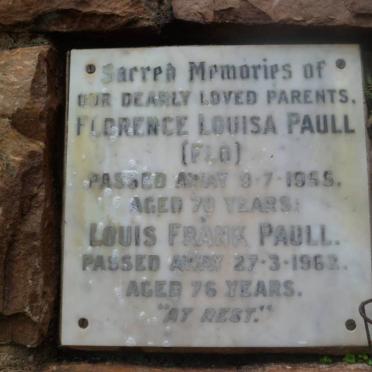 Sacred Memories of
OUR DEARLY LOVED PARENTS.
FLORENCE LOUISA PAULL
(FLO)
PASSED AWAY 9-7-1955.
AGED 70 YEARS:
LOUIS FRANK PAULL.
PASSED AWAY 27-3-1962.
AGED 76 YEARS.
"AT REST."